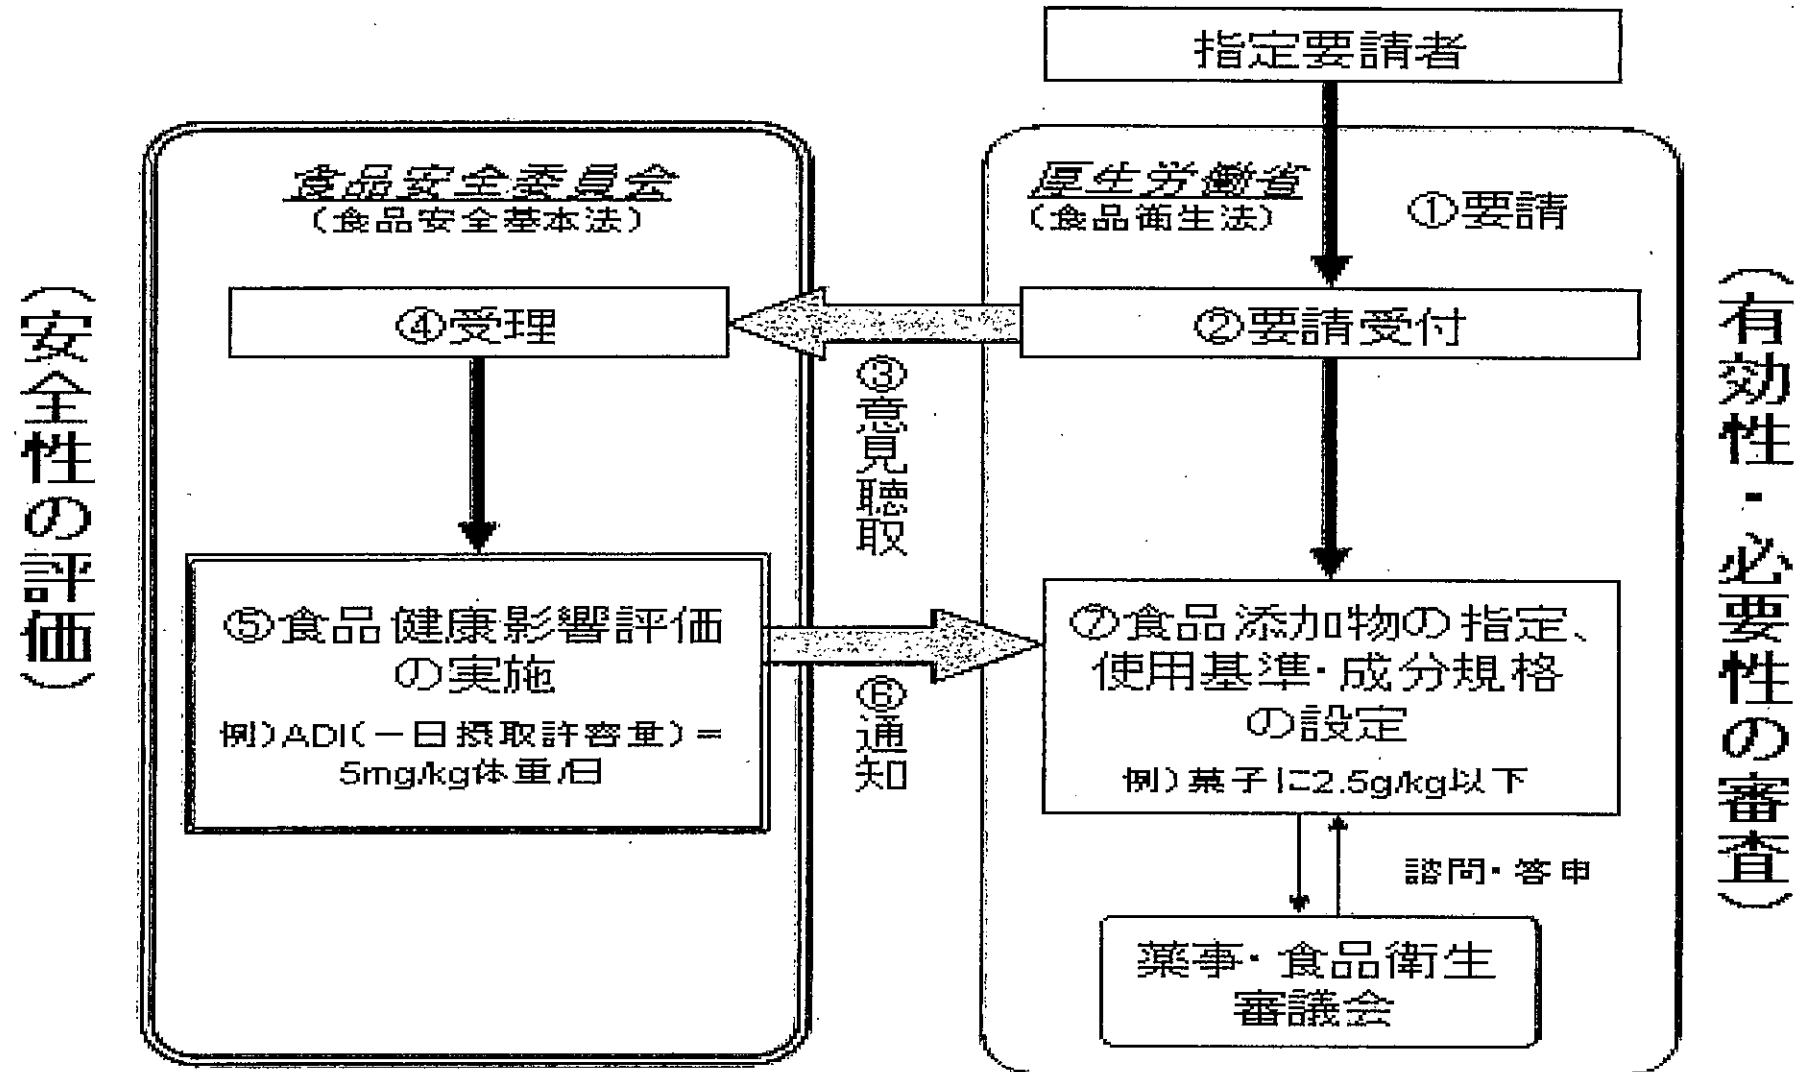 指定要請者
食品安全委員会
(食品安全基本法)
厚生労働省
(食品衛生法)
①要請
④受理
②要請受付
③意見聴取
(安全性の評価)
(有効性・必要性の審査)
⑤食品健康影響評価
の実施
例)ADI(一日摂取許容量)=
5mg/kg体重/日
⑥通知
⑦食品添加物の指定、
使用基準・成分規格
の設定
例)菓子に2.5g/kg以下
諮問・答申
薬事・食品衛生
審議会